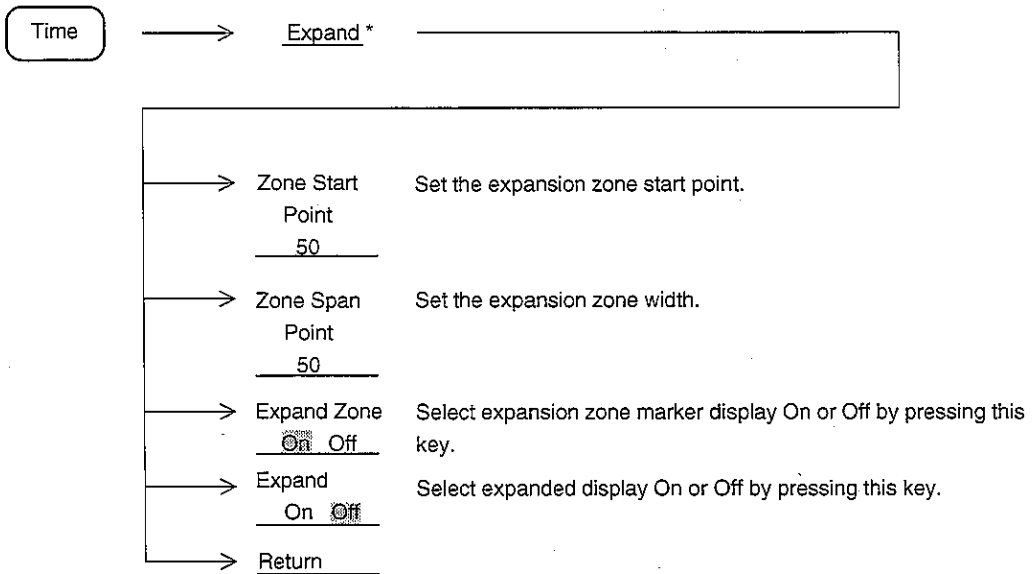 Time Expand *
Zone Start Set the expansion zone start point.
Point
50
Zone Span Set the expansion zone width.
Point
50
Expand Zone Select expansion zone marker display On or Off by pressing this
On Off key.
Expand Select expanded display On or Off by pressing this key.
On Off
Return